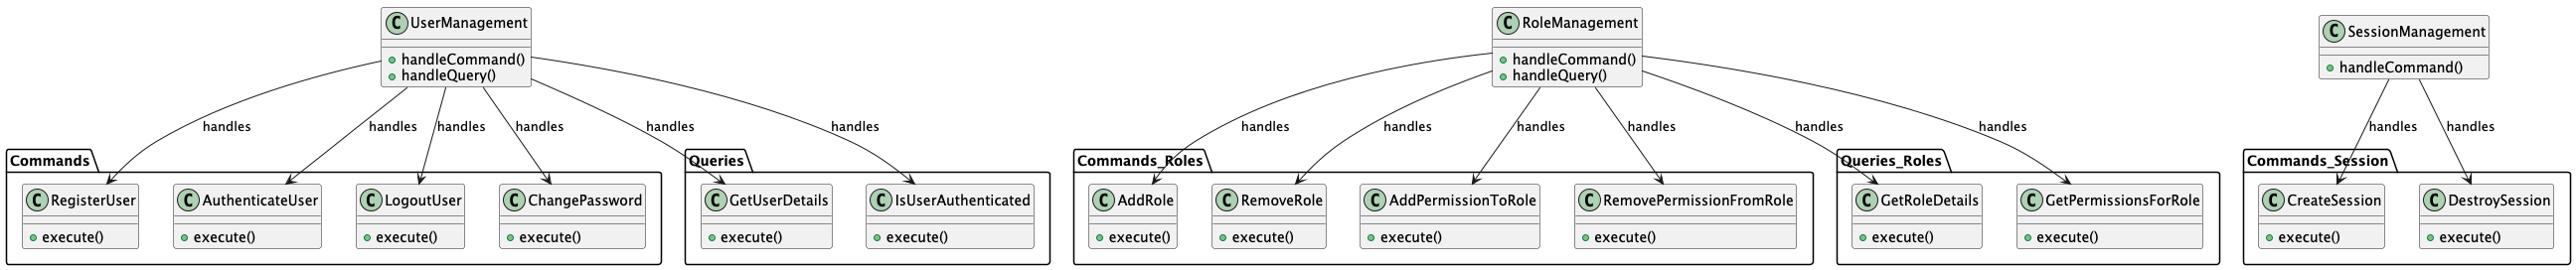 C UserManagement
handleCommand()
handleQuery()
C RoleManagement
handleCommand()
handleQuery()
C SessionManagement
handleCommand()
handles
handles
handles
handles
handles
handles
handles
handles
handles
handles
handles
handles
handles
handles
Commands
C RegisterUser
execute()
C AuthenticateUser
execute()
C LogoutUser
execute()
C ChangePassword
execute()
Queries
C GetUserDetails
execute()
C IsUserAuthenticated
execute()
Commands_Roles
C AddRole
execute()
C RemoveRole
execute()
C AddPermissionToRole
execute()
C RemovePermissionFromRole
execute()
Queries_Roles
C GetRoleDetails
execute()
C GetPermissionsForRole
execute()
Commands_Session
C CreateSession
execute()
C DestroySession
execute()